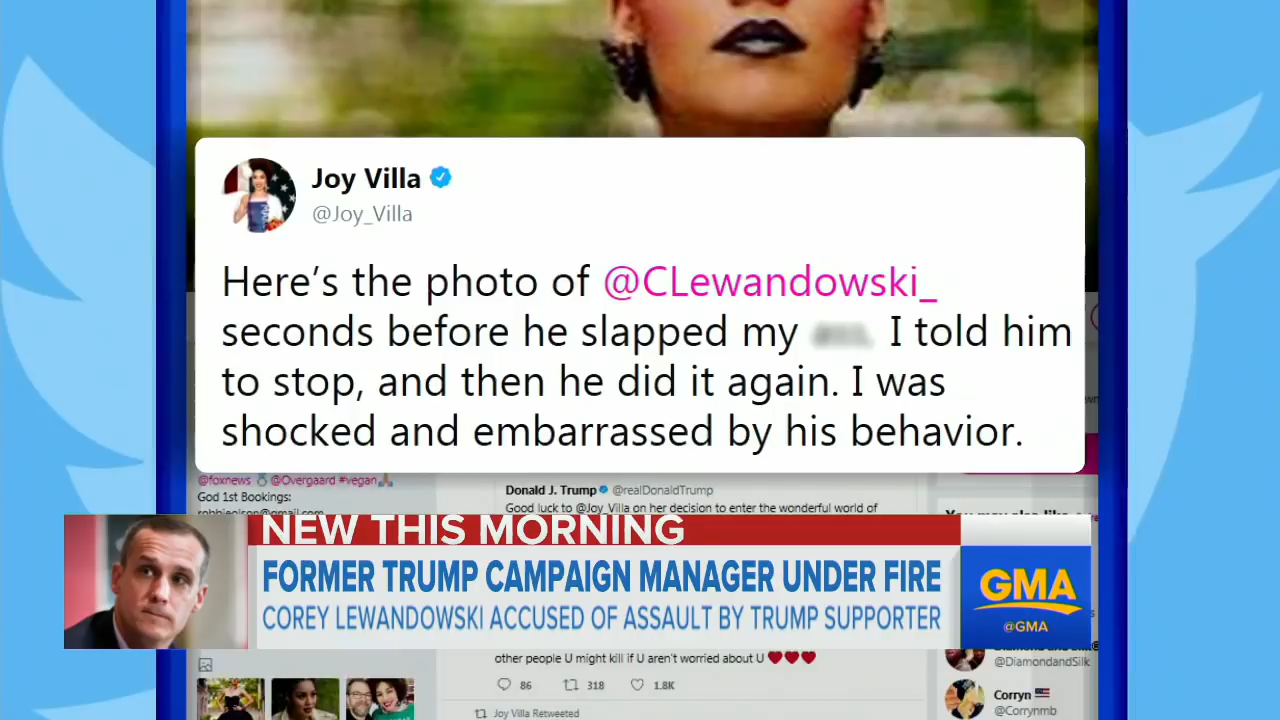 Joy Villa
@Joy_Villa
Here's the photo of @CLewandowski_
seconds before he slapped my
I told him
to stop, and then he did it again. I was
shocked and embarrassed by his behavior.
@foxnews @Overgaard #vegan
God 1st Bookings:
Donald J. Trump @realDonaldTrump
Good luck to @Joy_Villa on her decision to enter the wonderful world of
NEW THIS MORNING
FORMER TRUMP CAMPAIGN MANAGER UNDER FIRE
COREY LEWANDOWSKI ACCUSED OF ASSAULT BY TRUMP SUPPORTER
GMA
@GMA
other people U might kill if U aren't worried about U
86 318 1.8K
Joy Villa Retweeted
@DiamondandSilk
Corryn
@Corrynmb